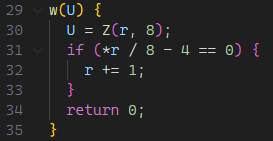 29 w(U) {
30 U = Z(r, 8);
31 if (*r / 8 - 4 == 0) {
32 r += 1;
33 }
34 return 0;
35 }